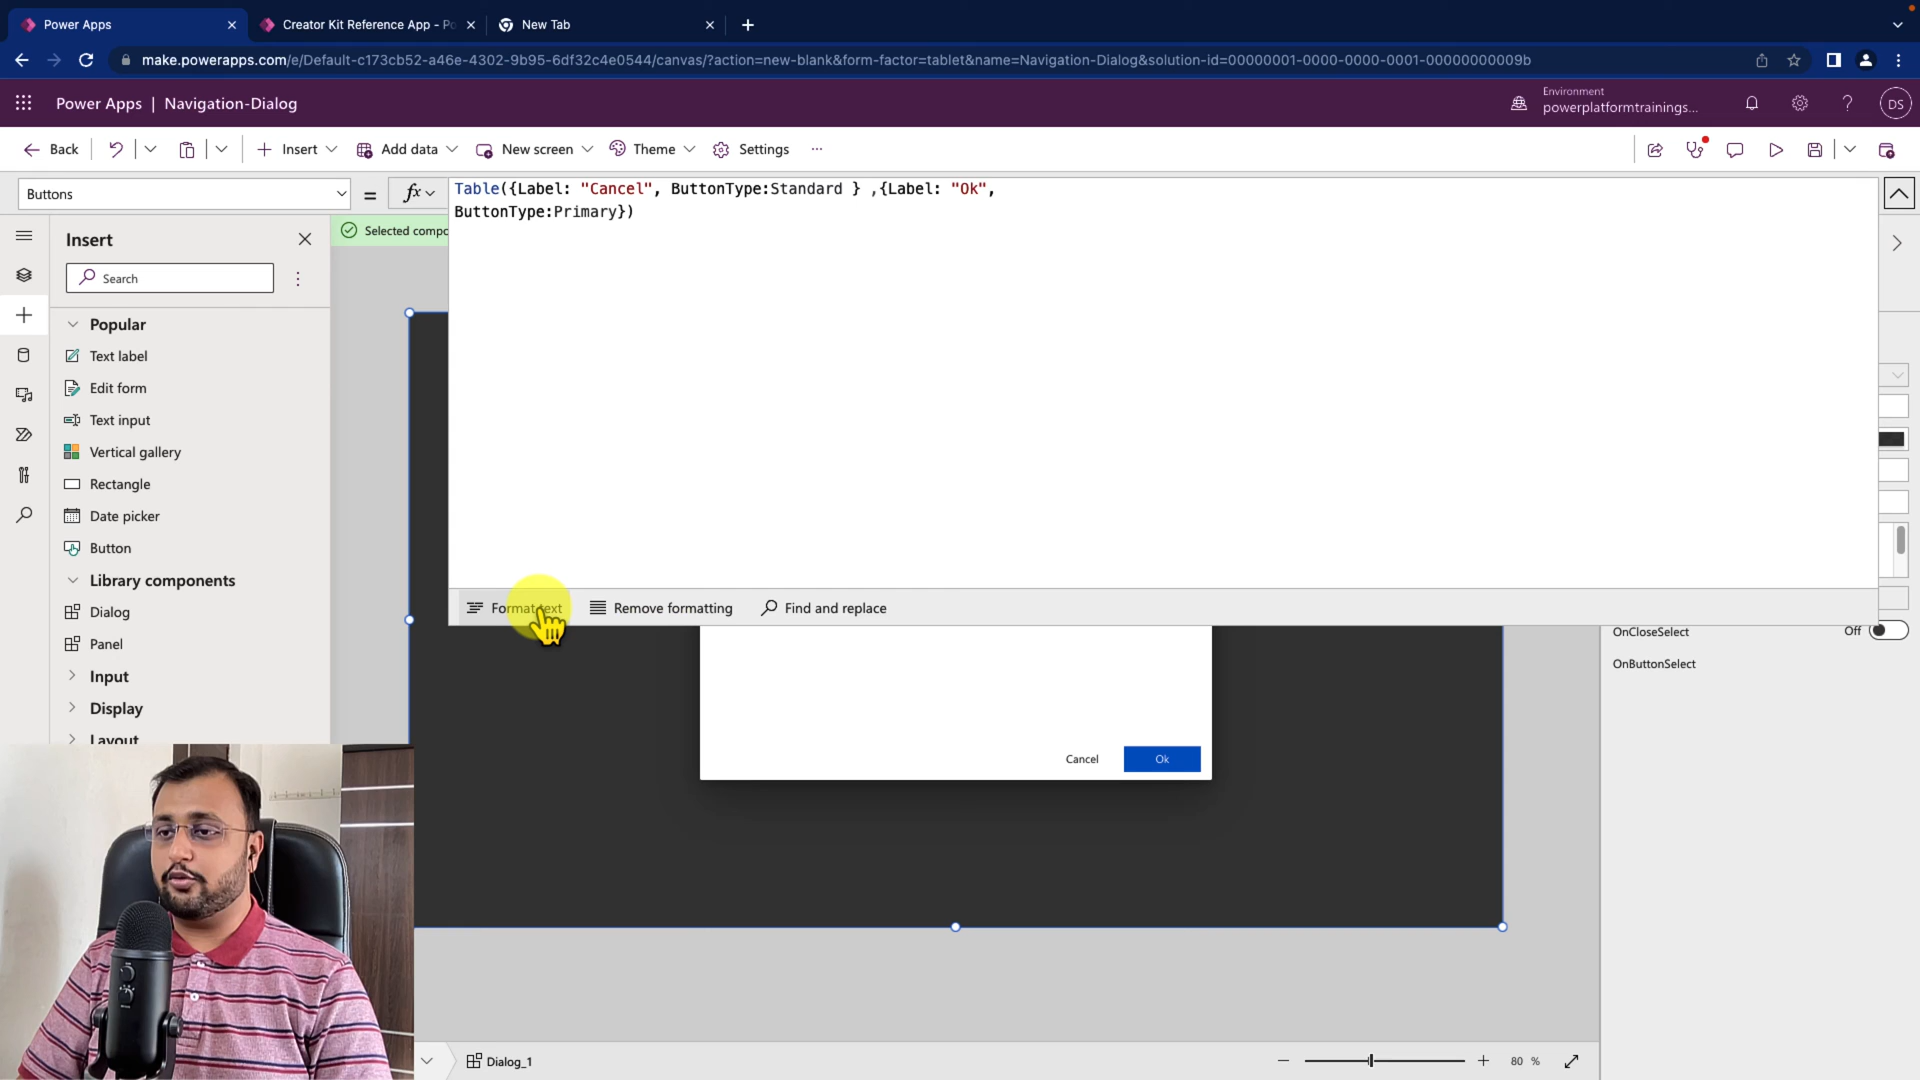 Power Apps
Creator Kit Reference App - Po
New Tab
make.powerapps.com/e/Default-c173cb52-a46e-4302-9b95-6df32c4e0544/canvas/?action=new-blank&form-factor=tablet&name=Navigation-Dialog&solution-id=00000001-0000-0000-0001-00000000009b
Power Apps | Navigation-Dialog
Environment
powerplatformtrainings...
DS
Back
Insert
Add data
New screen
Theme
Settings
...
Buttons
=
fx
Table({Label: "Cancel", ButtonType:Standard } ,{Label: "Ok",
ButtonType:Primary})
Selected compo
Insert
Search
Popular
Text label
Edit form
Text input
Vertical gallery
Rectangle
Date picker
Button
Library components
Dialog
Panel
Input
Display
Layout
Format text
Remove formatting
Find and replace
OnCloseSelect
Off
OnButtonSelect
Cancel
Ok
Dialog_1
80 %